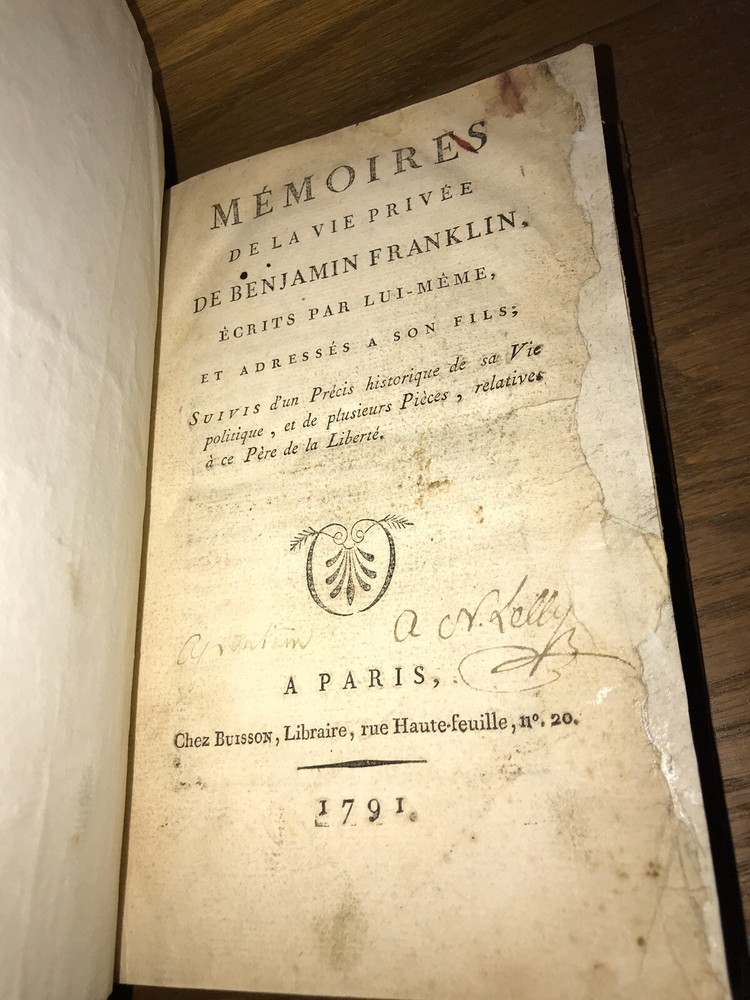 MÉMOIRES
DE LA VIE PRIVÉE
DE BENJAMIN FRANKLIN,
ÉCRITS PAR LUI-MÊME,
ET ADRESSÉS A SON FILS;
SUIVIS d'un Précis historique de sa Vie
politique, et de plusieurs Pièces, relatives
à ce Père de la Liberté.
A N. Lelly
A PARIS,
Chez BUISSON, Libraire, rue Haute-feuille, nº. 20.
1791.